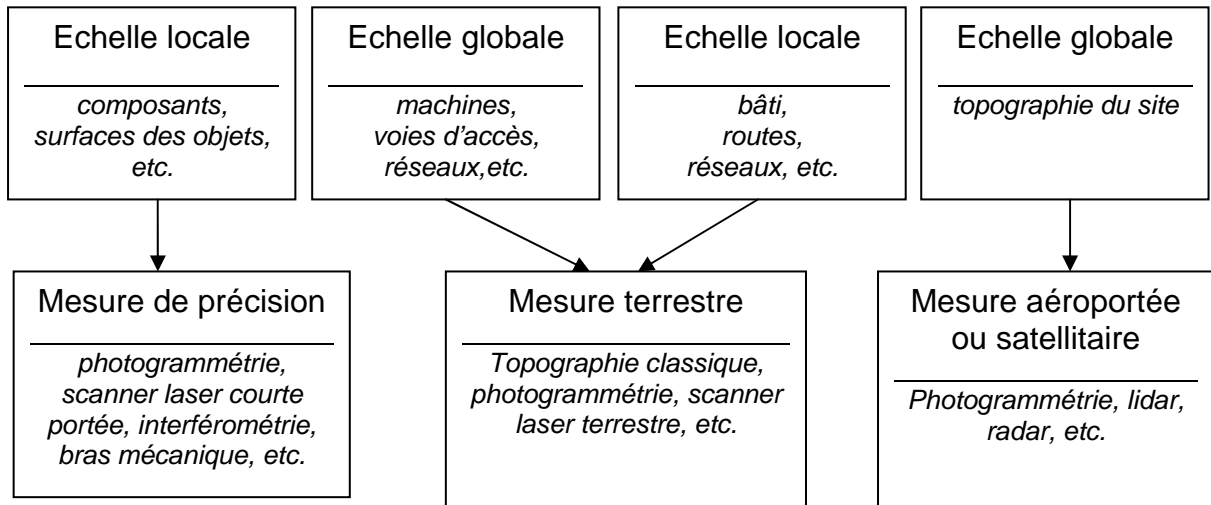 Echelle locale
composants,
surfaces des objets,
etc.
Echelle globale
machines,
voies d'accès,
réseaux,etc.
Echelle locale
bâti,
routes,
réseaux, etc.
Echelle globale
topographie du site
Mesure de précision
photogrammétrie,
scanner laser courte
portée, interférométrie,
bras mécanique, etc.
Mesure terrestre
Topographie classique,
photogrammétrie, scanner
laser terrestre, etc.
Mesure aéroportée
ou satellitaire
Photogrammétrie, lidar,
radar, etc.